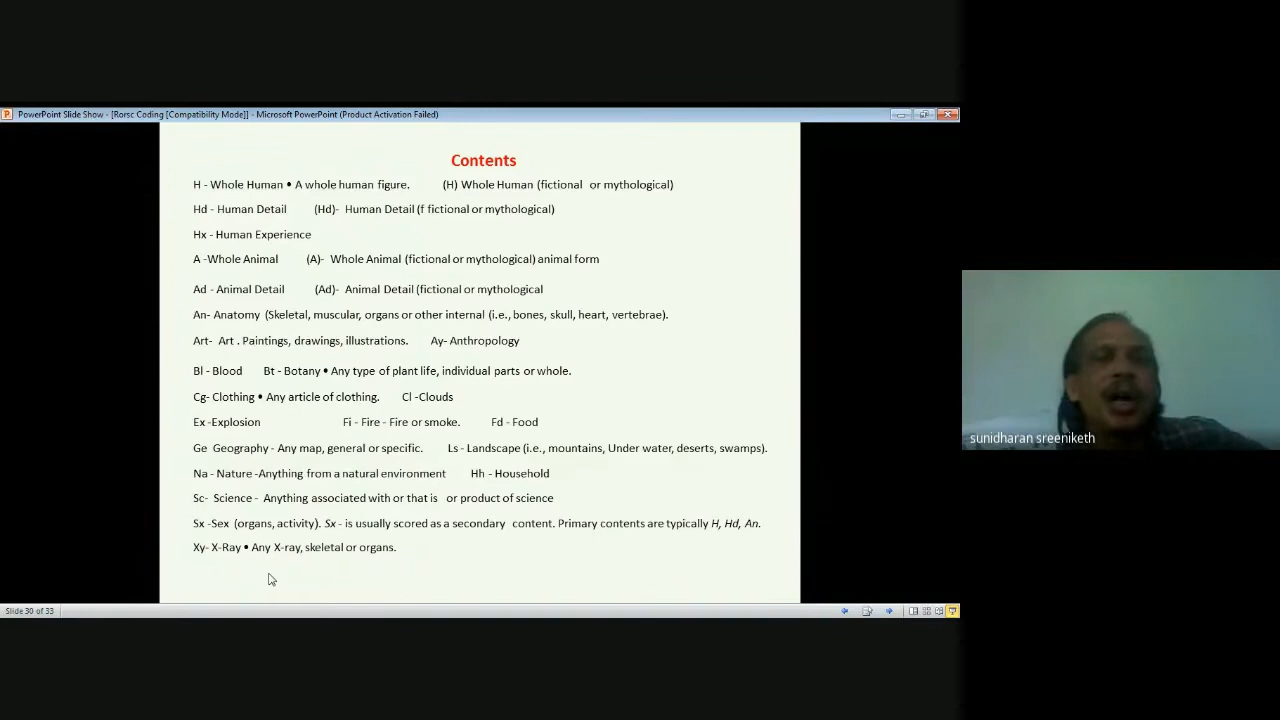 PowerPoint Slide Show - [Rorsc Coding [Compatibility Mode]] - Microsoft PowerPoint (Product Activation Failed)
Contents
H - Whole Human • A whole human figure. (H) Whole Human (fictional or mythological)
Hd - Human Detail (Hd)- Human Detail (f fictional or mythological)
Hx - Human Experience
A -Whole Animal (A)- Whole Animal (fictional or mythological) animal form
Ad - Animal Detail (Ad)- Animal Detail (fictional or mythological
An- Anatomy (Skeletal, muscular, organs or other internal (i.e., bones, skull, heart, vertebrae).
Art- Art . Paintings, drawings, illustrations. Ay- Anthropology
Bl - Blood Bt - Botany • Any type of plant life, individual parts or whole.
Cg- Clothing • Any article of clothing. Cl -Clouds
Ex -Explosion Fi - Fire - Fire or smoke. Fd - Food
Ge Geography - Any map, general or specific. Ls - Landscape (i.e., mountains, Under water, deserts, swamps).
Na - Nature -Anything from a natural environment Hh - Household
Sc- Science - Anything associated with or that is or product of science
Sx -Sex (organs, activity). Sx - is usually scored as a secondary content. Primary contents are typically H, Hd, An.
Xy- X-Ray • Any X-ray, skeletal or organs.
sunidharan sreeniketh
Slide 30 of 33